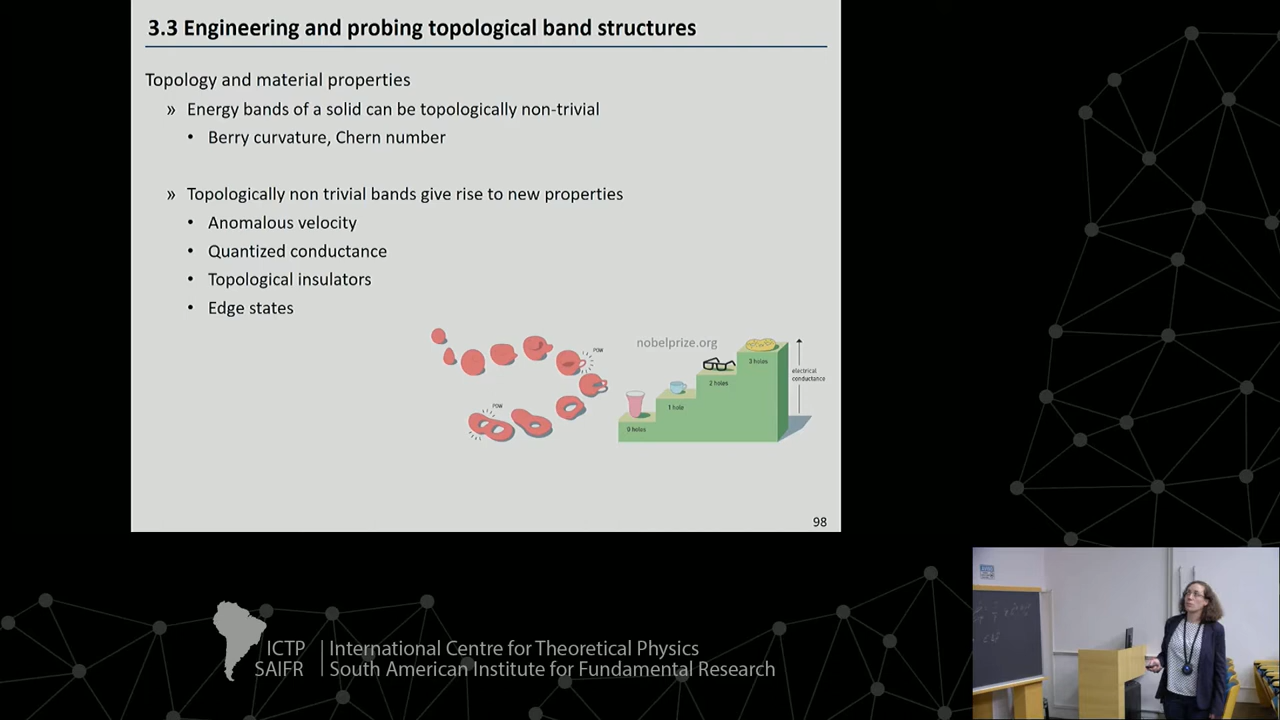 3.3 Engineering and probing topological band structures
Topology and material properties
» Energy bands of a solid can be topologically non-trivial
• Berry curvature, Chern number
» Topologically non trivial bands give rise to new properties
• Anomalous velocity
• Quantized conductance
• Topological insulators
• Edge states
nobelprize.org
POW
POW
3 holes
2 holes
1 hole
0 holes
electrical
conductance
98
ICTP
SAIFR
International Centre for Theoretical Physics
South American Institute for Fundamental Research